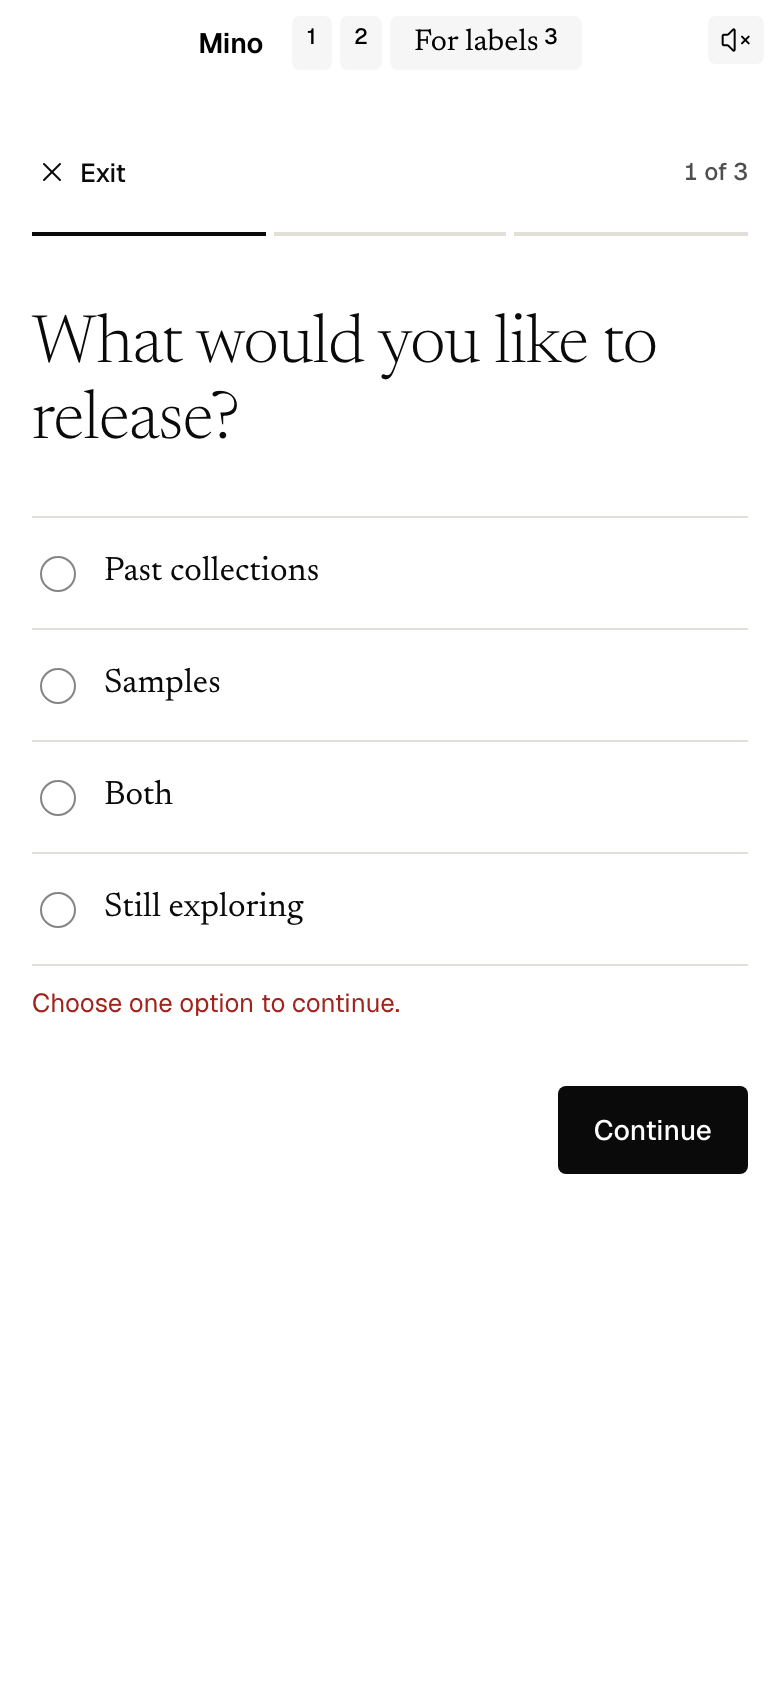 Mino 1 2 For labels 3
Exit 1 of 3
What would you like to
release?
Past collections
Samples
Both
Still exploring
Choose one option to continue.
Continue